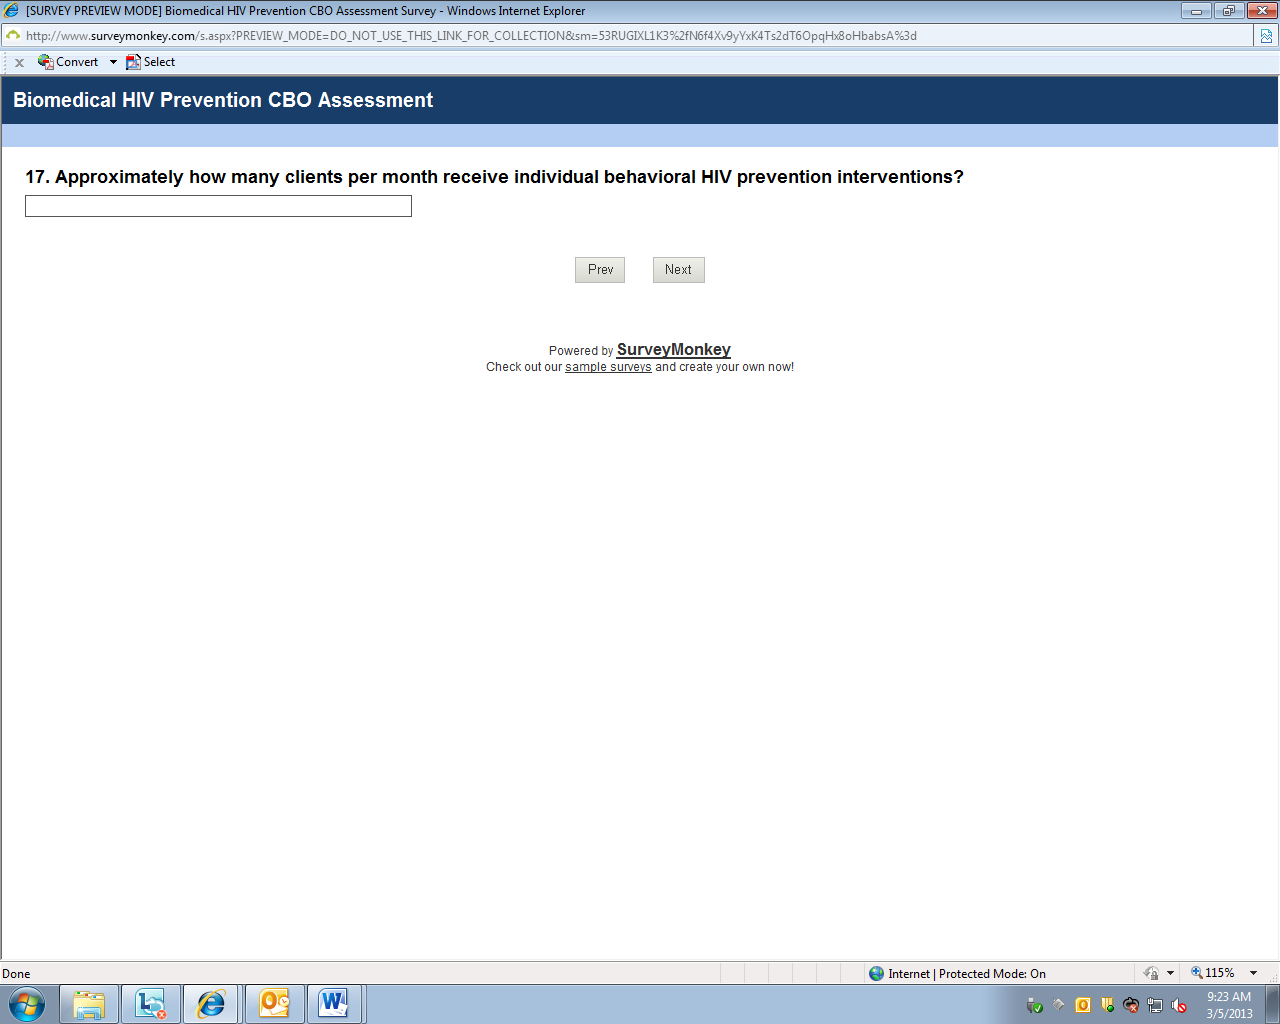 [SURVEY PREVIEW MODE] Biomedical HIV Prevention CBO Assessment Survey - Windows Internet Explorer
http://www.surveymonkey.com/s.aspx?PREVIEW_MODE=DO_NOT_USE_THIS_LINK_FOR_COLLECTION&sm=53RUGIXL1K3%2fN6f4Xv9yYxK4Ts2dT6OpqHx8oHbabsA%3d
x Convert Select
Biomedical HIV Prevention CBO Assessment
17. Approximately how many clients per month receive individual behavioral HIV prevention interventions?
Prev Next
Powered by SurveyMonkey
Check out our sample surveys and create your own now!
Done Internet | Protected Mode: On 115%
9:23 AM
3/5/2013